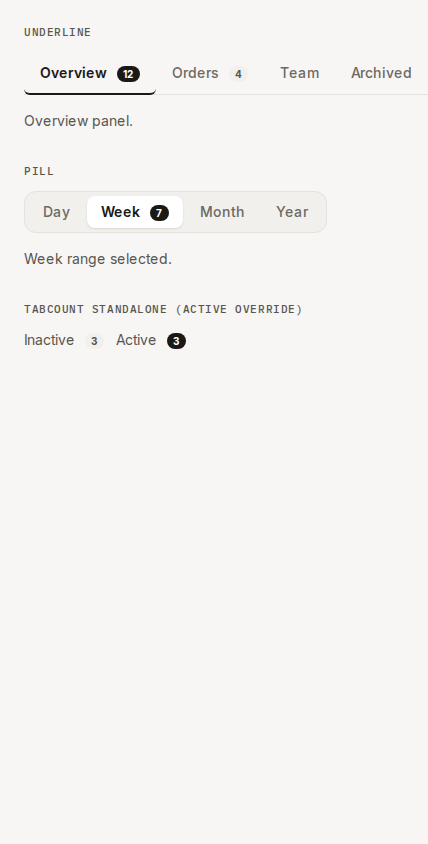 UNDERLINE
Overview 12 Orders 4 Team Archived
Overview panel.
PILL
Day Week 7 Month Year
Week range selected.
TABCOUNT STANDALONE (ACTIVE OVERRIDE)
Inactive 3 Active 3